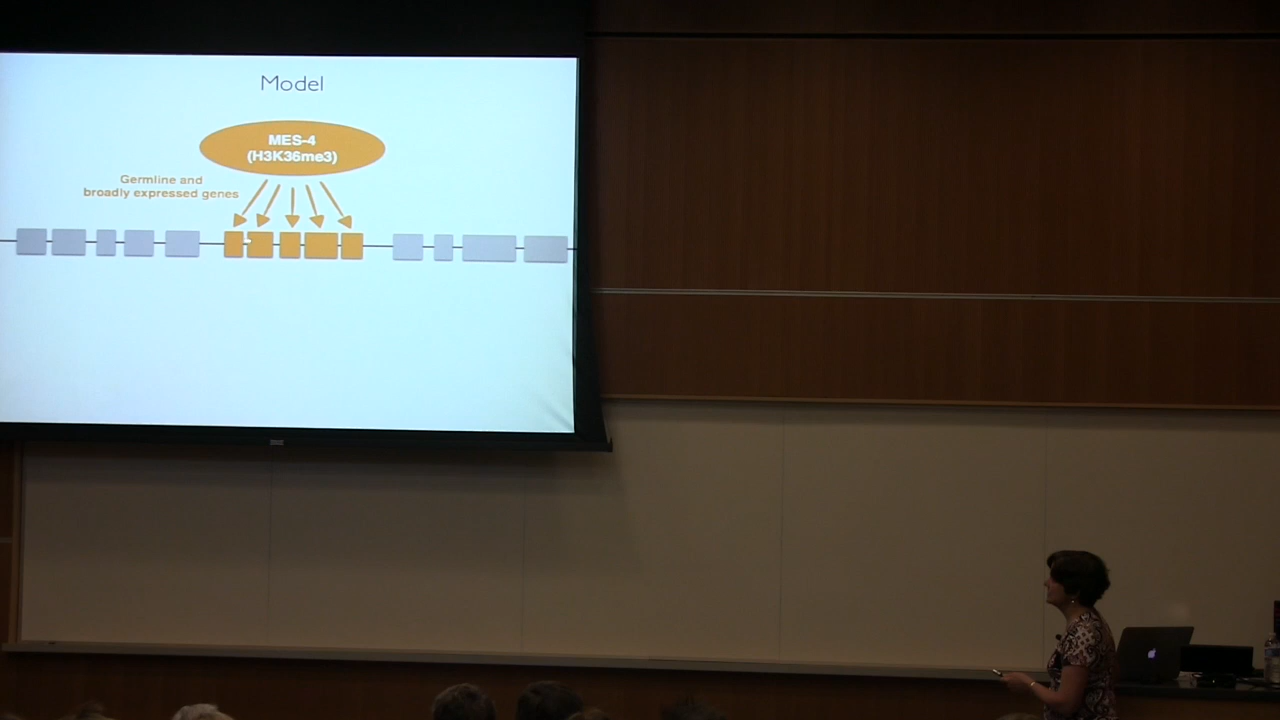 Model
MES-4
(H3K36me3)
Germline and
broadly expressed genes